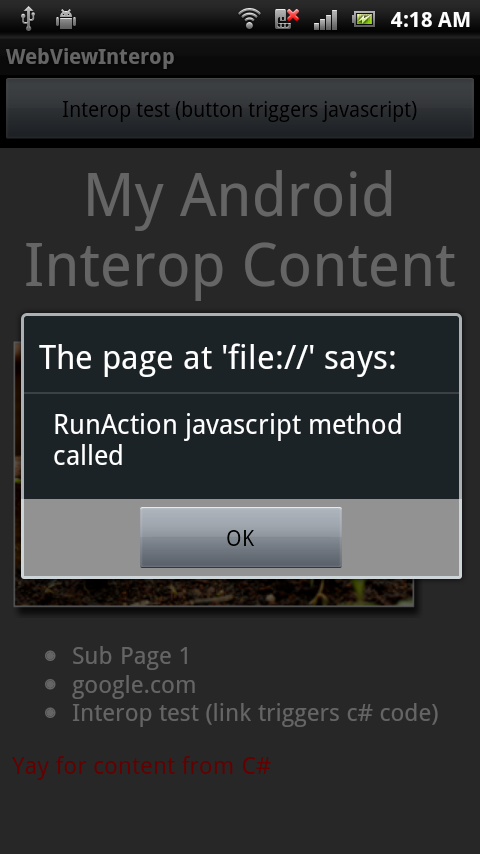 4:18 AM
WebViewInterop
Interop test (button triggers javascript)
My Android
Interop Content
The page at 'file://' says:
RunAction javascript method
called
OK
Sub Page 1
google.com
Interop test (link triggers c# code)
Yay for content from C#